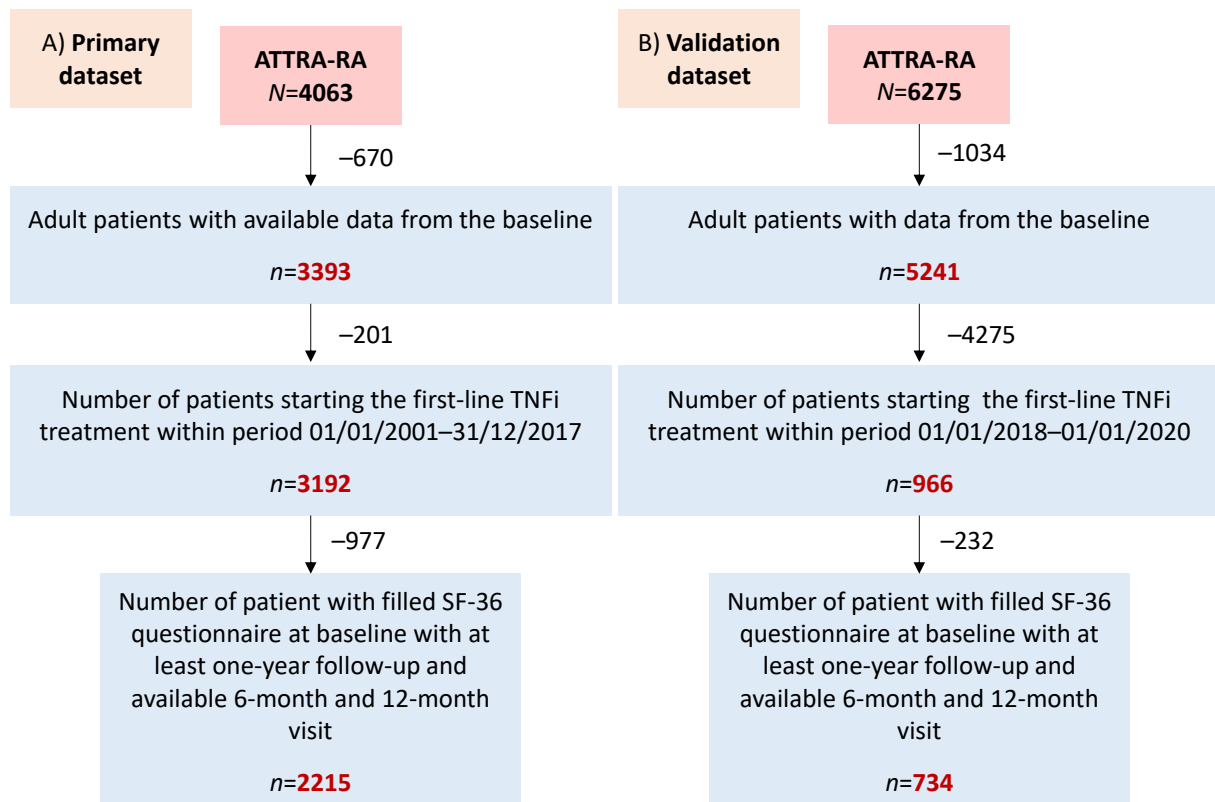 A) Primary
dataset
ATTRA-RA
N=4063
–670
Adult patients with available data from the baseline
n=3393
–201
Number of patients starting the first-line TNFi
treatment within period 01/01/2001–31/12/2017
n=3192
–977
Number of patient with filled SF-36
questionnaire at baseline with at
least one-year follow-up and
available 6-month and 12-month
visit
n=2215
B) Validation
dataset
ATTRA-RA
N=6275
–1034
Adult patients with data from the baseline
n=5241
–4275
Number of patients starting  the first-line TNFi
treatment within period 01/01/2018–01/01/2020
n=966
–232
Number of patient with filled SF-36
questionnaire at baseline with at
least one-year follow-up and
available 6-month and 12-month
visit
n=734